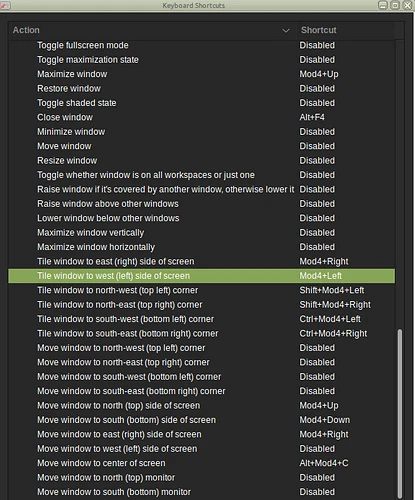 Keyboard Shortcuts
Action Shortcut
Toggle fullscreen mode Disabled
Toggle maximization state Disabled
Maximize window Mod4+Up
Restore window Disabled
Toggle shaded state Disabled
Close window Alt+F4
Minimize window Disabled
Move window Disabled
Resize window Disabled
Toggle whether window is on all workspaces or just one Disabled
Raise window if it's covered by another window, otherwise lower it Disabled
Raise window above other windows Disabled
Lower window below other windows Disabled
Maximize window vertically Disabled
Maximize window horizontally Disabled
Tile window to east (right) side of screen Mod4+Right
Tile window to west (left) side of screen Mod4+Left
Tile window to north-west (top left) corner Shift+Mod4+Left
Tile window to north-east (top right) corner Shift+Mod4+Right
Tile window to south-west (bottom left) corner Ctrl+Mod4+Left
Tile window to south-east (bottom right) corner Ctrl+Mod4+Right
Move window to north-west (top left) corner Disabled
Move window to north-east (top right) corner Disabled
Move window to south-west (bottom left) corner Disabled
Move window to south-east (bottom right) corner Disabled
Move window to north (top) side of screen Mod4+Up
Move window to south (bottom) side of screen Mod4+Down
Move window to east (right) side of screen Mod4+Right
Move window to west (left) side of screen Disabled
Move window to center of screen Alt+Mod4+C
Move window to north (top) monitor Disabled
Move window to south (bottom) monitor Disabled